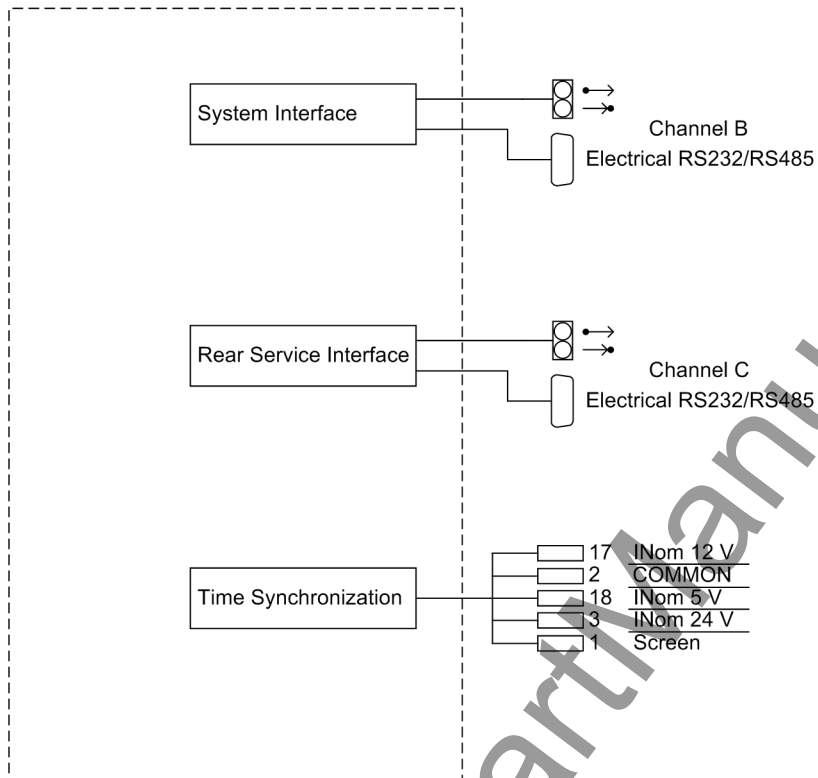 System Interface
Channel B
Electrical RS232/RS485
Rear Service Interface
Channel C
Electrical RS232/RS485
Time Synchronization
17 INom 12 V
2 COMMON
18 INom 5 V
3 INom 24 V
1 Screen